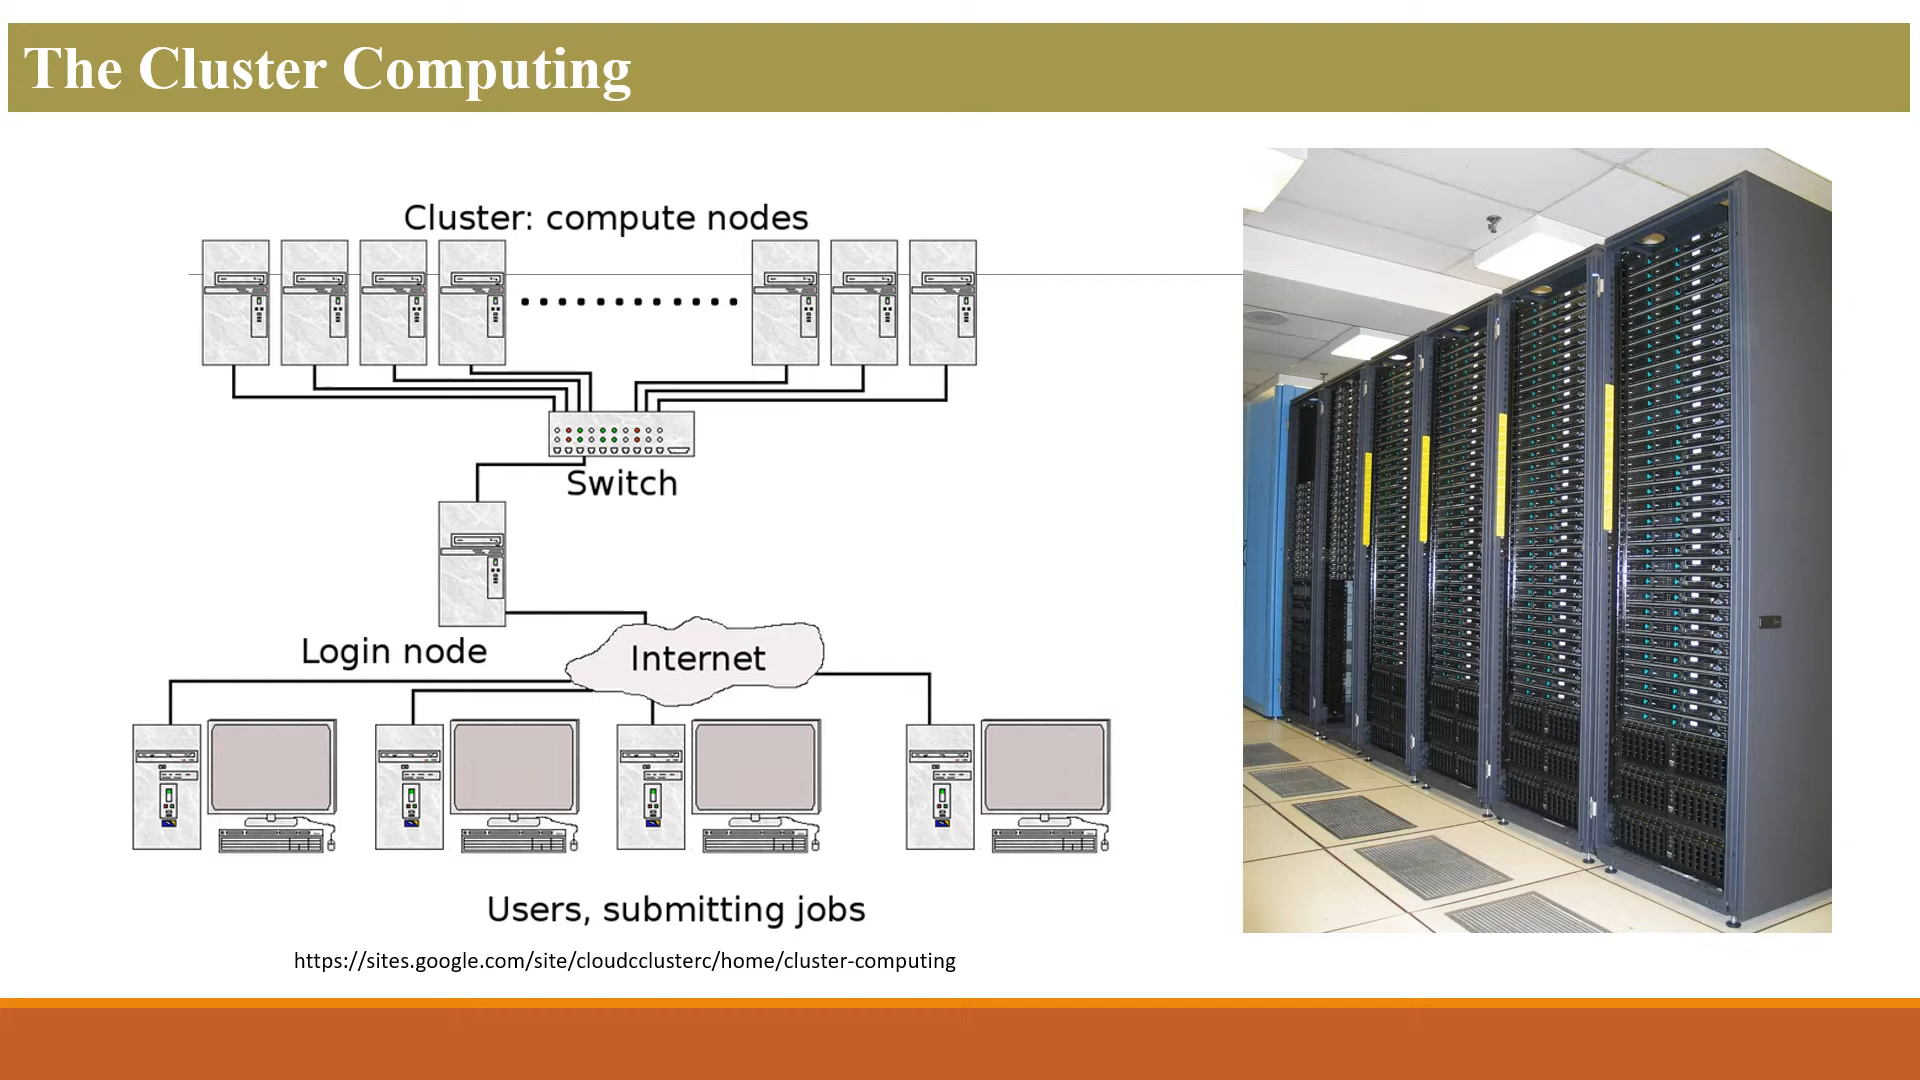 The Cluster Computing
Cluster: compute nodes
Switch
Login node
Internet
Users, submitting jobs
https://sites.google.com/site/cloudcclusterc/home/cluster-computing